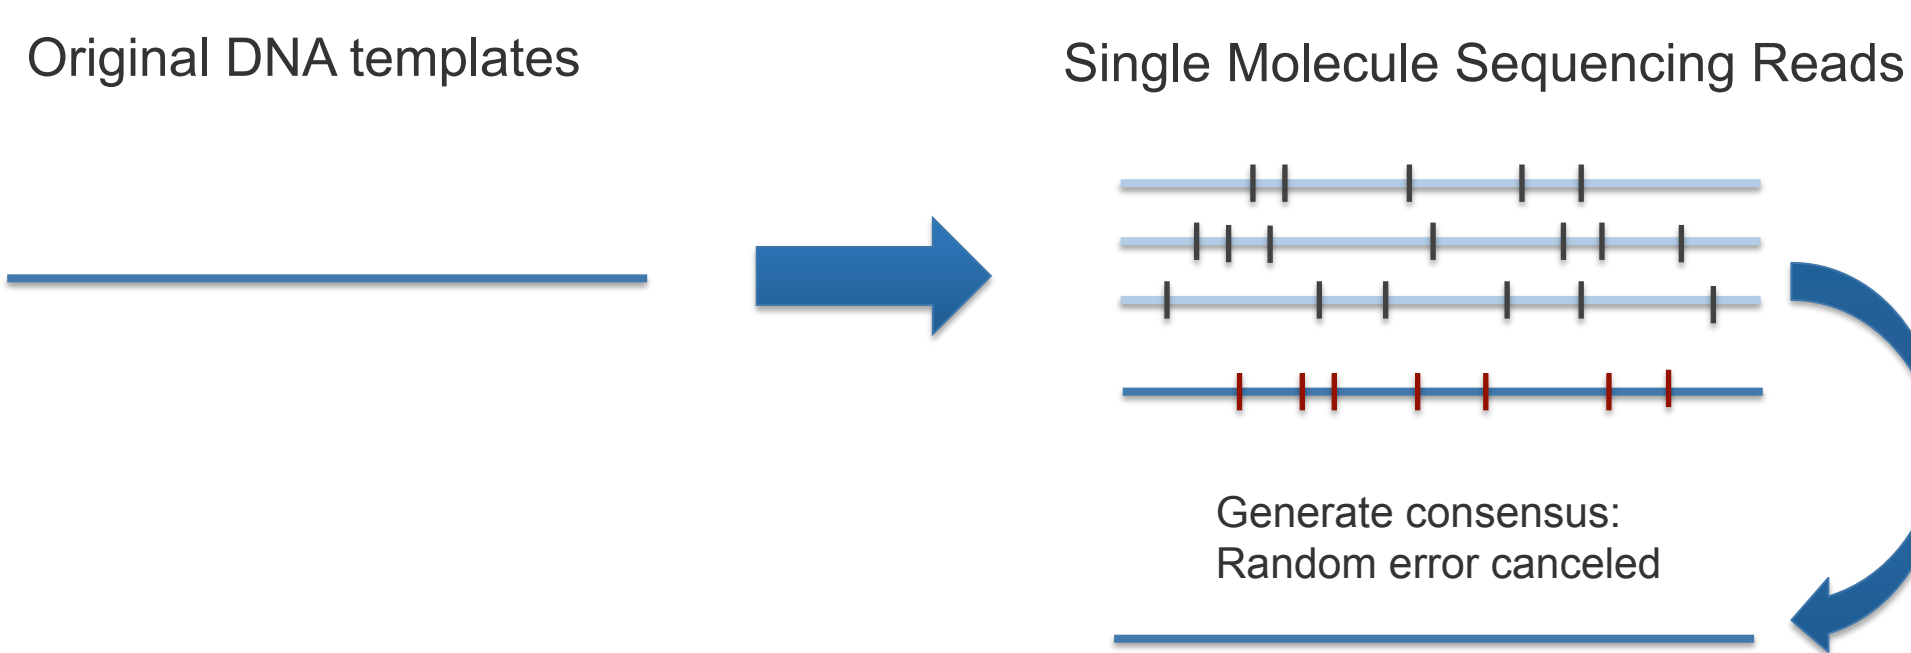 Original DNA templates
Single Molecule Sequencing Reads
Generate consensus:
Random error canceled